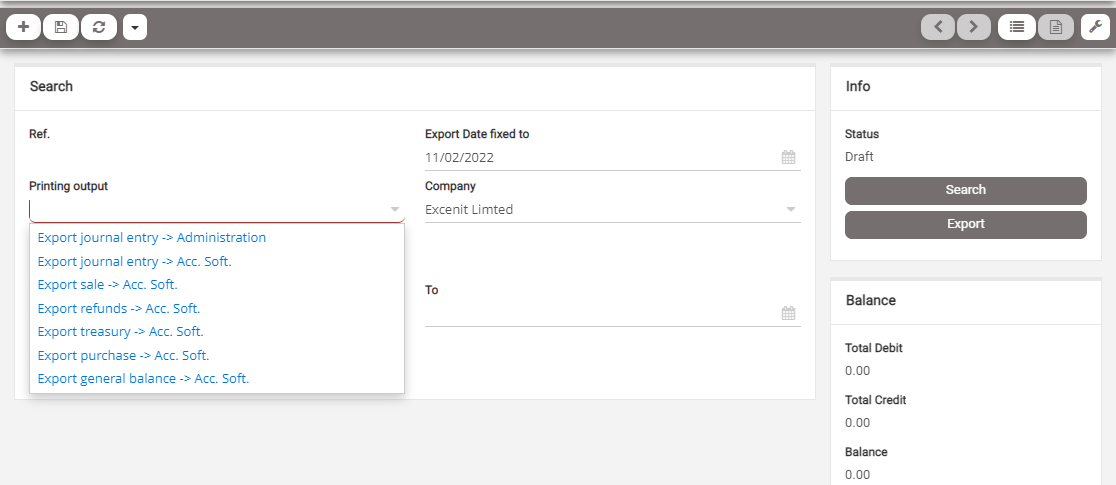 Search
Ref.
Export Date fixed to
11/02/2022
Printing output
Company
Excenit Limted
Export journal entry -> Administration
Export journal entry -> Acc. Soft.
Export sale -> Acc. Soft.
Export refunds -> Acc. Soft.
Export treasury -> Acc. Soft.
Export purchase -> Acc. Soft.
Export general balance -> Acc. Soft.
To
Info
Status
Draft
Search
Export
Balance
Total Debit
0.00
Total Credit
0.00
Balance
0.00